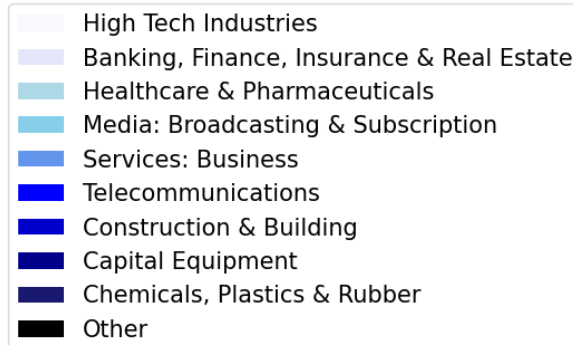 High Tech Industries
Banking, Finance, Insurance & Real Estate
Healthcare & Pharmaceuticals
Media: Broadcasting & Subscription
Services: Business
Telecommunications
Construction & Building
Capital Equipment
Chemicals, Plastics & Rubber
Other